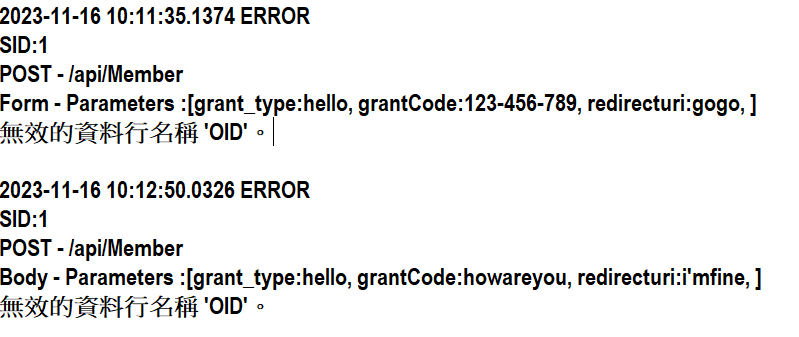 2023-11-16 10:11:35.1374 ERROR
SID:1
POST - /api/Member
Form - Parameters :[grant_type:hello, grantCode:123-456-789, redirecturi:gogo, ]
無效的資料行名稱 'OID'。
2023-11-16 10:12:50.0326 ERROR
SID:1
POST - /api/Member
Body - Parameters :[grant_type:hello, grantCode:howareyou, redirecturi:i'mfine, ]
無效的資料行名稱 'OID'。